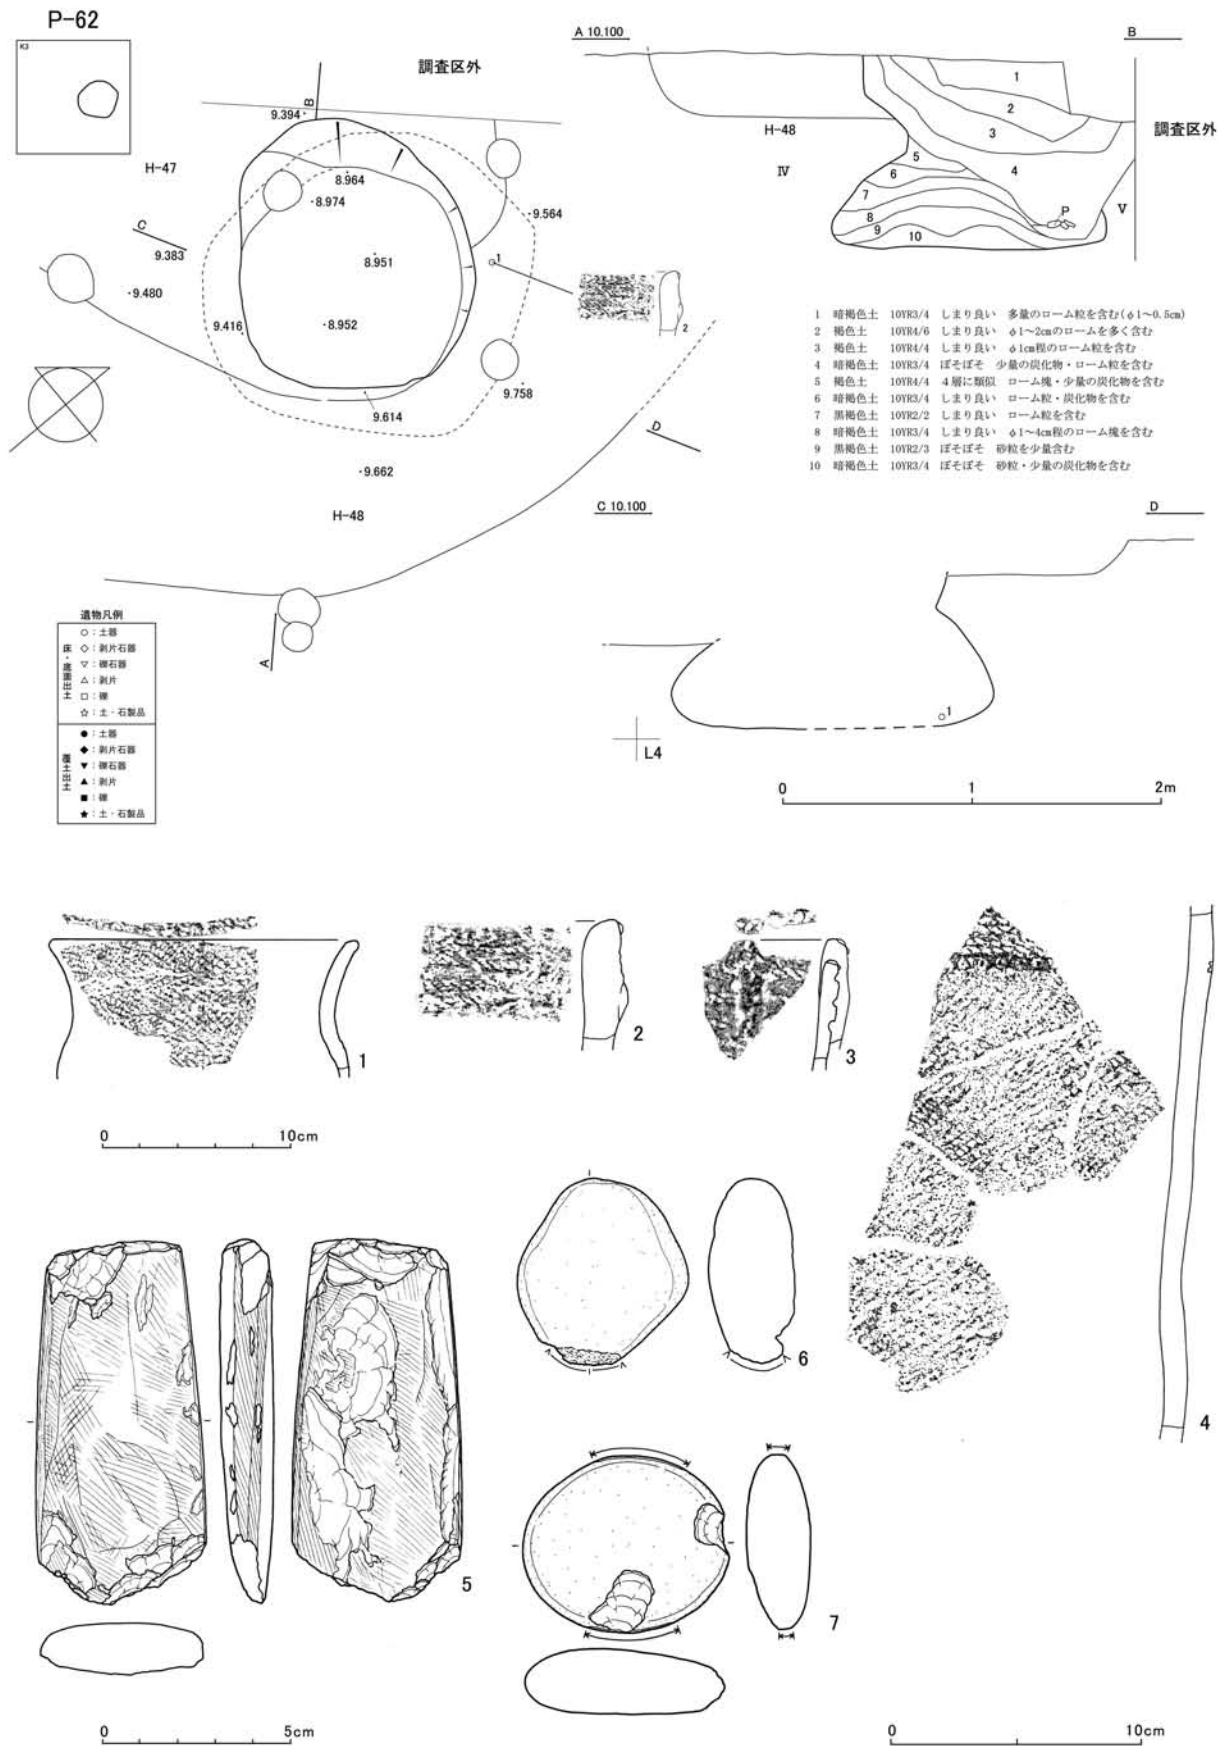 P-62
K3
調査区外
B
9.394
H-47
8.964
8.974
9.564
C
9.383
8.951
1
9.480
2
9.416
8.952
9.758
9.614
D
9.662
H-48
A
A 10.100
B
1
2
3
調査区外
H-48
Ⅳ
4
5
6
7
P
Ⅴ
8
9
10
1 暗褐色土 10YR3/4 しまり良い 多量のローム粒を含む(φ1～0.5cm)
2 褐色土 10YR4/6 しまり良い φ1～2cmのロームを多く含む
3 褐色土 10YR4/4 しまり良い φ1cm程のローム粒を含む
4 暗褐色土 10YR3/4 ぼそぼそ 少量の炭化物・ローム粒を含む
5 褐色土 10YR4/4 4層に類似 ローム塊・少量の炭化物を含む
6 暗褐色土 10YR3/4 しまり良い ローム粒・炭化物を含む
7 黒褐色土 10YR2/2 しまり良い ローム粒を含む
8 暗褐色土 10YR3/4 しまり良い φ1～4cm程のローム塊を含む
9 黒褐色土 10YR2/3 ぼそぼそ 砂粒を少量含む
10 暗褐色土 10YR3/4 ぼそぼそ 砂粒・少量の炭化物を含む
C 10.100
D
1
L4
0 1 2m
遺物凡例
床・底面出土
○：土器
◇：剥片石器
▽：礫石器
△：剥片
□：礫
☆：土・石製品
覆土出土
●：土器
◆：剥片石器
▼：礫石器
▲：剥片
■：礫
★：土・石製品
1
2
3
0 10cm
4
5
6
7
0 5cm
0 10cm